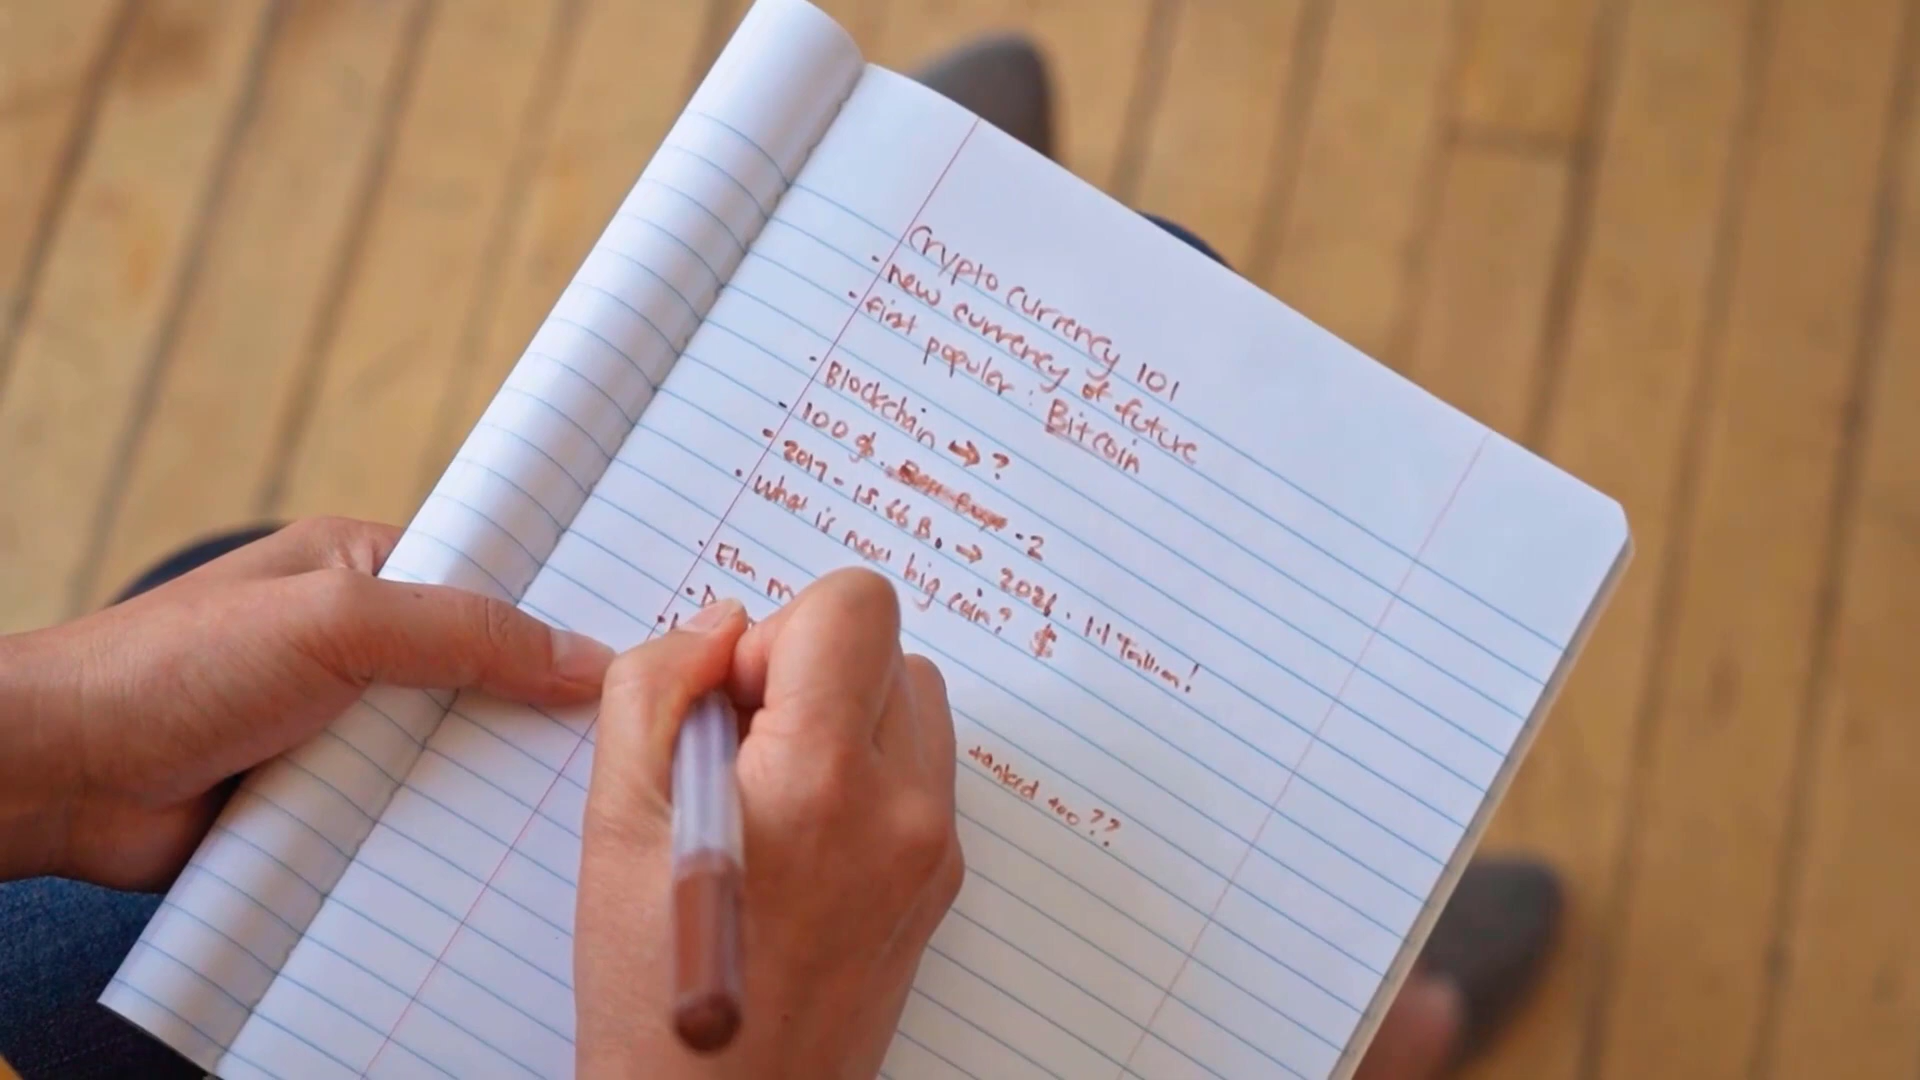 Crypto currency 101
· new currency of future
· first popular : Bitcoin
· Blockchain → ?
· 100 $. -2
· 2017 - 15.66 B. → 2021. 1.1 Trillion!
· What is next big coin? $
· Elon
tanked too ??